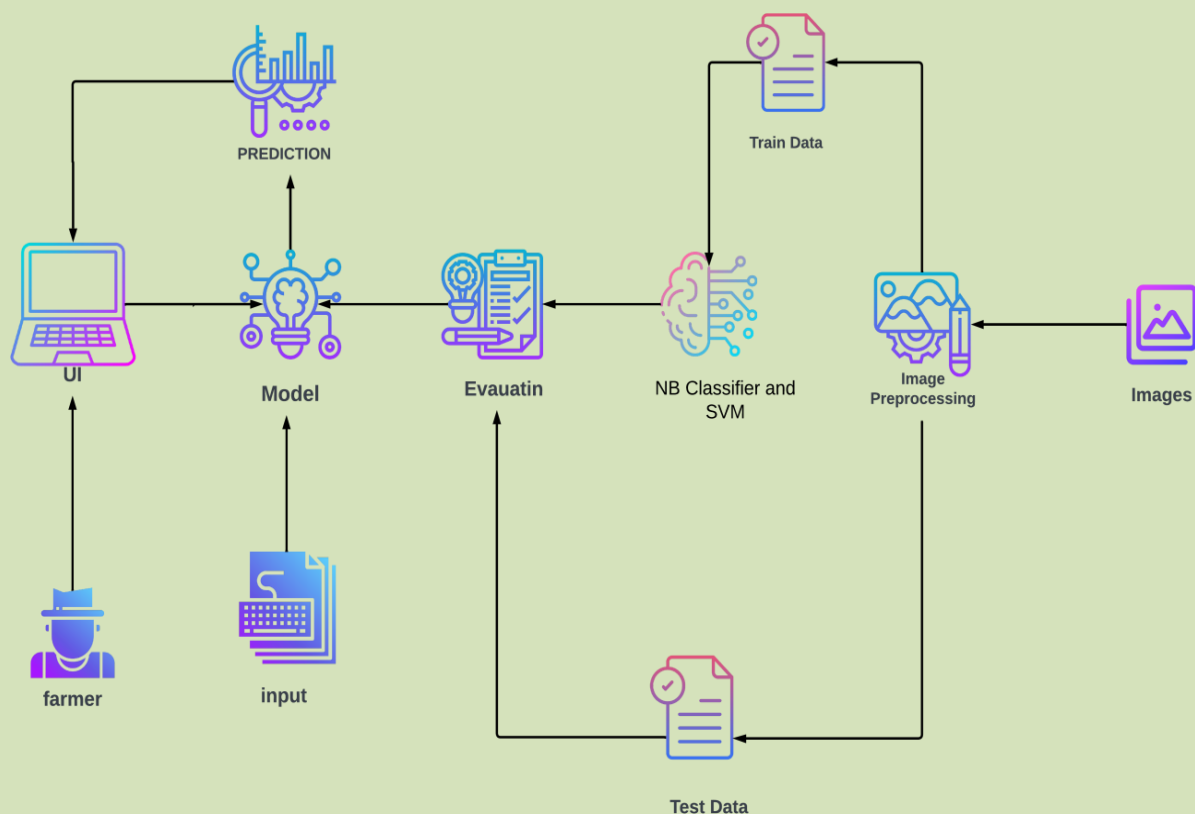 Train Data
PREDICTION
UI
Model
Evauatin
NB Classifier and
SVM
Image
Preprocessing
Images
farmer
input
Test Data